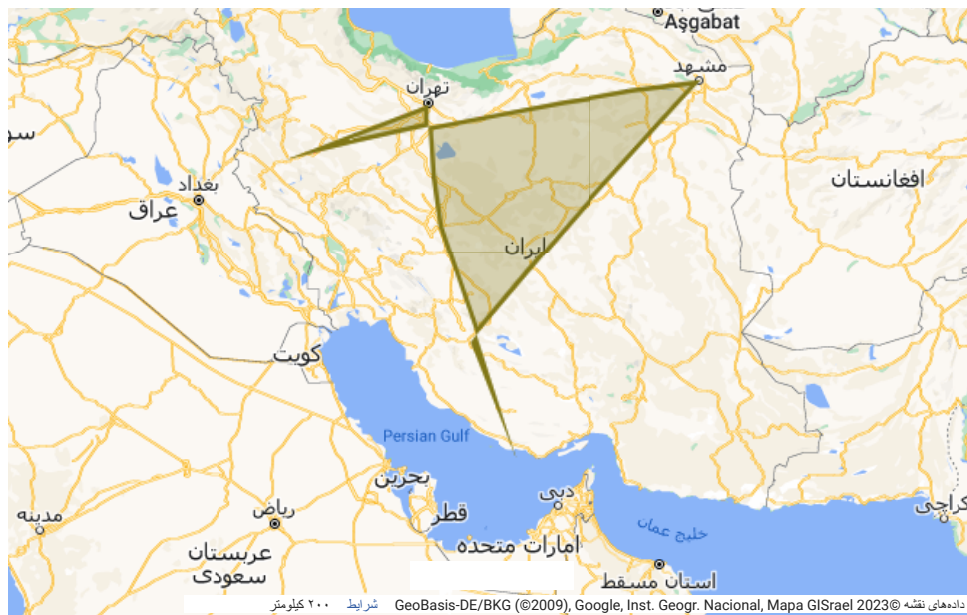 Aşgabat
مشهد
تهران
سو
بغداد
عراق
افغانستان
ایران
کویت
Persian Gulf
بحرین
قطر
دبی
کراچی
مدینه
ریاض
خلیج عمان
امارات متحده
عربستان
سعودی
استان مسقط
داده‌های نقشه ©2023 GeoBasis-DE/BKG (©2009), Google, Inst. Geogr. Nacional, Mapa GISrael شرایط ۲۰۰ کیلومتر